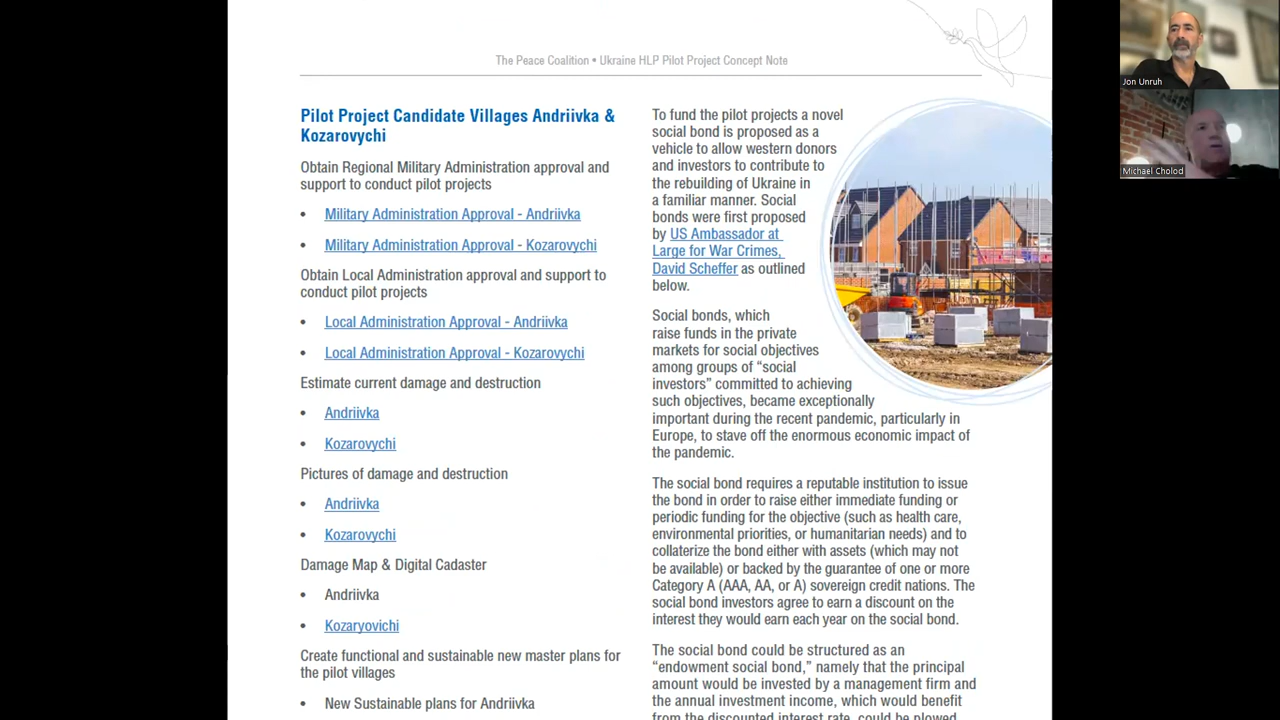 The Peace Coalition • Ukraine HLP Pilot Project Concept Note
Pilot Project Candidate Villages Andriivka &
Kozarovychi
Obtain Regional Military Administration approval and
support to conduct pilot projects
• Military Administration Approval - Andriivka
• Military Administration Approval - Kozarovychi
Obtain Local Administration approval and support to
conduct pilot projects
• Local Administration Approval - Andriivka
• Local Administration Approval - Kozarovychi
Estimate current damage and destruction
• Andriivka
• Kozarovychi
Pictures of damage and destruction
• Andriivka
• Kozarovychi
Damage Map & Digital Cadaster
• Andriivka
• Kozaryovichi
Create functional and sustainable new master plans for
the pilot villages
• New Sustainable plans for Andriivka
To fund the pilot projects a novel
social bond is proposed as a
vehicle to allow western donors
and investors to contribute to
the rebuilding of Ukraine in
a familiar manner. Social
bonds were first proposed
by US Ambassador at
Large for War Crimes,
David Scheffer as outlined
below.
Social bonds, which
raise funds in the private
markets for social objectives
among groups of “social
investors” committed to achieving
such objectives, became exceptionally
important during the recent pandemic, particularly in
Europe, to stave off the enormous economic impact of
the pandemic.
The social bond requires a reputable institution to issue
the bond in order to raise either immediate funding or
periodic funding for the objective (such as health care,
environmental priorities, or humanitarian needs) and to
collaterize the bond either with assets (which may not
be available) or backed by the guarantee of one or more
Category A (AAA, AA, or A) sovereign credit nations. The
social bond investors agree to earn a discount on the
interest they would earn each year on the social bond.
The social bond could be structured as an
“endowment social bond,” namely that the principal
amount would be invested by a management firm and
the annual investment income, which would benefit
from the discounted interest rate, could be plowed
Jon Unruh
Michael Cholod